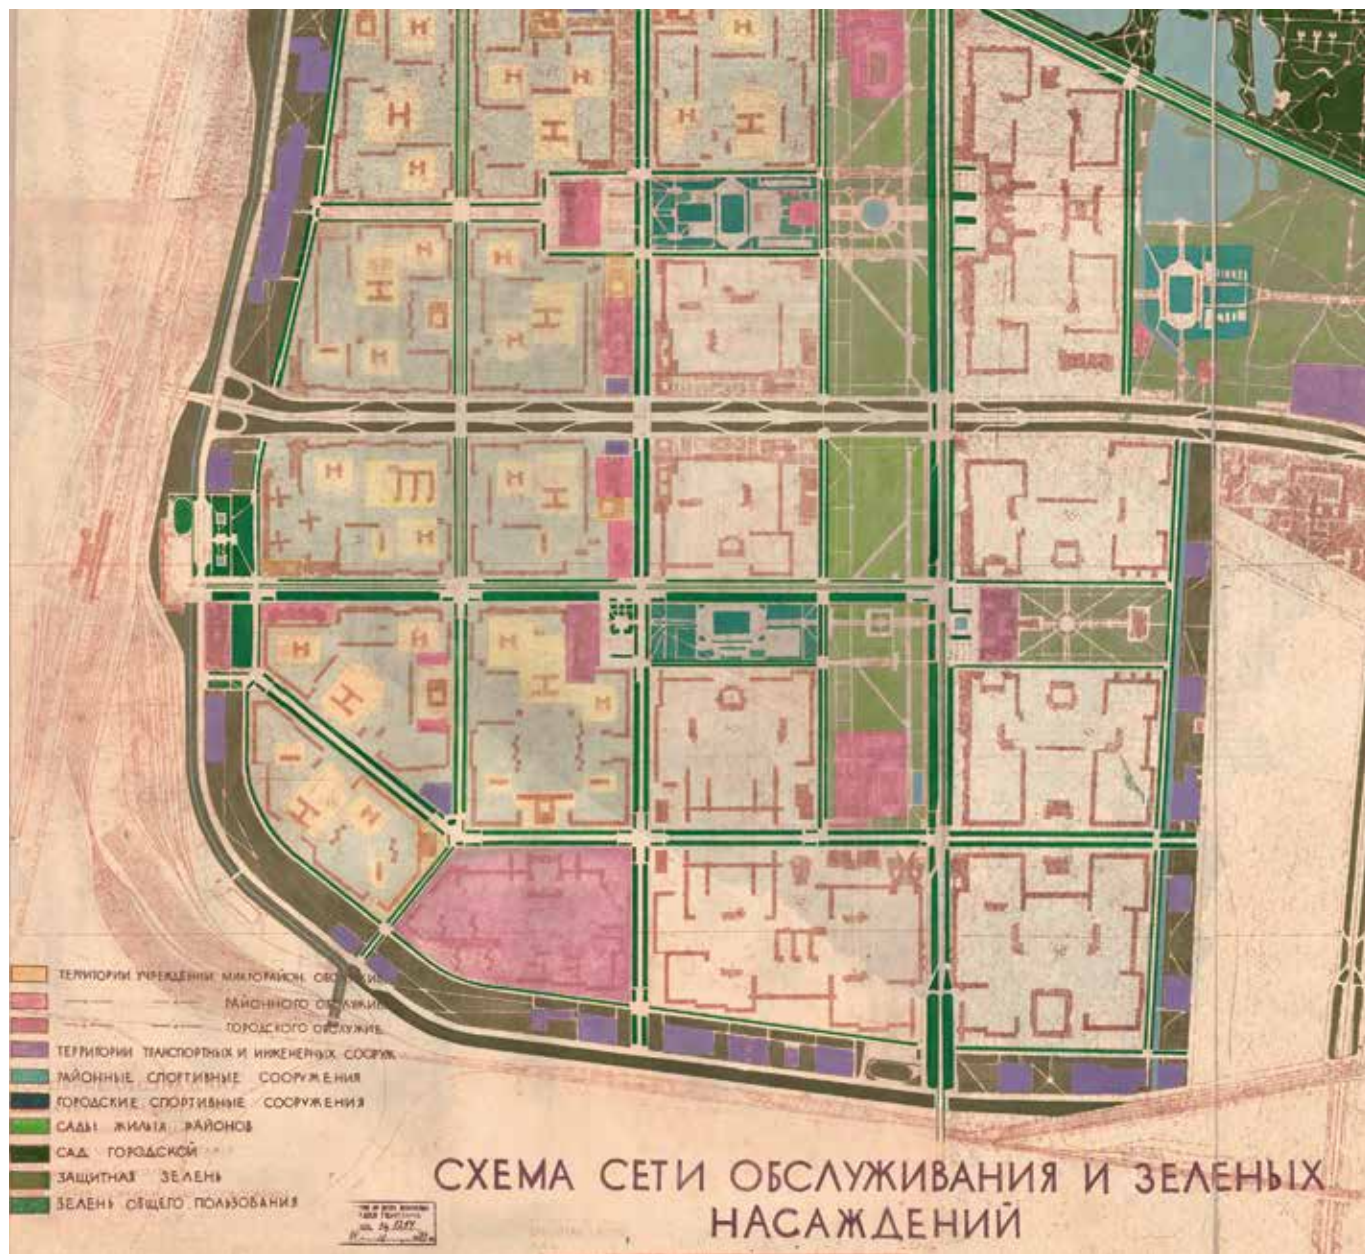 ТЕРРИТОРИИ УЧРЕЖДЕНИЙ МИКРОРАЙОН.
РАЙОННОГО ОБСЛУЖИВ.
ГОРОДСКОГО ОБСЛУЖИВ.
ТЕРРИТОРИИ ТРАНСПОРТНЫХ И ИНЖЕНЕРНЫХ СООРУЖ.
РАЙОННЫЕ СПОРТИВНЫЕ СООРУЖЕНИЯ
ГОРОДСКИЕ СПОРТИВНЫЕ СООРУЖЕНИЯ
САДЫ ЖИЛЫХ РАЙОНОВ
САД ГОРОДСКОЙ
ЗАЩИТНАЯ ЗЕЛЕНЬ
ЗЕЛЕНЬ ОБЩЕГО ПОЛЬЗОВАНИЯ
СХЕМА СЕТИ ОБСЛУЖИВАНИЯ И ЗЕЛЕНЫХ
НАСАЖДЕНИЙ